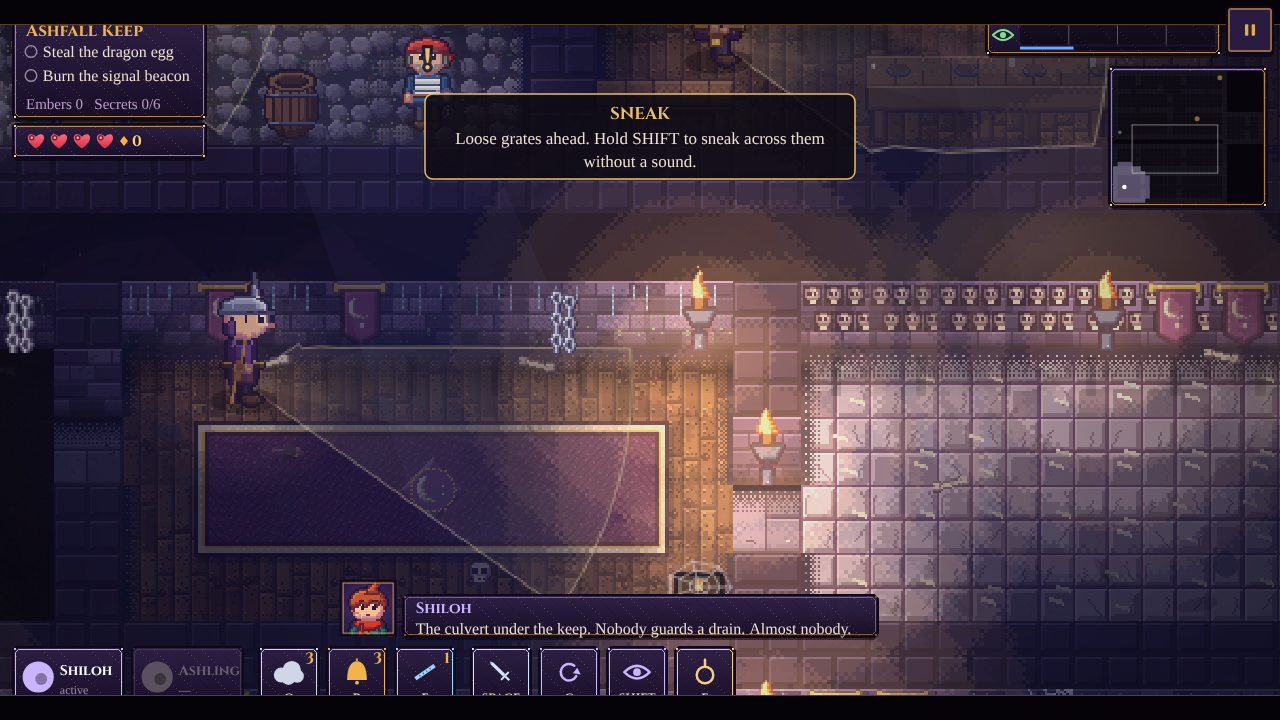 ASHFALL KEEP
Steal the dragon egg
Burn the signal beacon
Embers 0 Secrets 0/6
0
SNEAK
Loose grates ahead. Hold SHIFT to sneak across them
without a sound.
SHILOH
The culvert under the keep. Nobody guards a drain. Almost nobody.
SHILOH
active
ASHLING
—
3
3
1